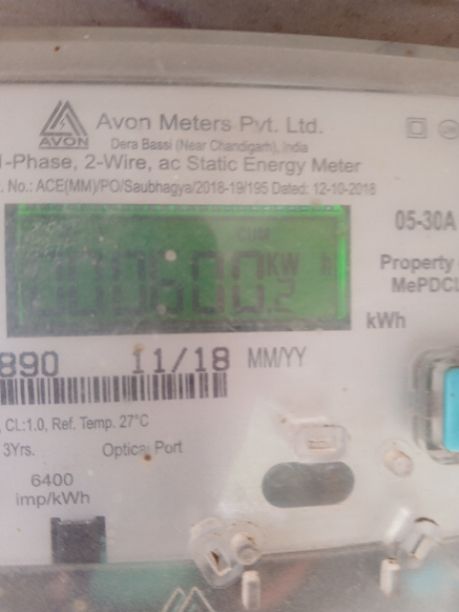 Avon Meters Pvt. Ltd.
AVON
Dera Bassi (Near Chandigarh), India
1-Phase, 2-Wire, ac Static Energy Meter
No.: ACE(MM)/PO/Saubhagya/2018-19/195 Dated: 12-10-2018
CUM
05-30A
KW h
Property
MePDCL
kWh
890 11/18 MM/YY
, CL:1.0, Ref. Temp. 27°C
3Yrs. Optical Port
6400
imp/kWh